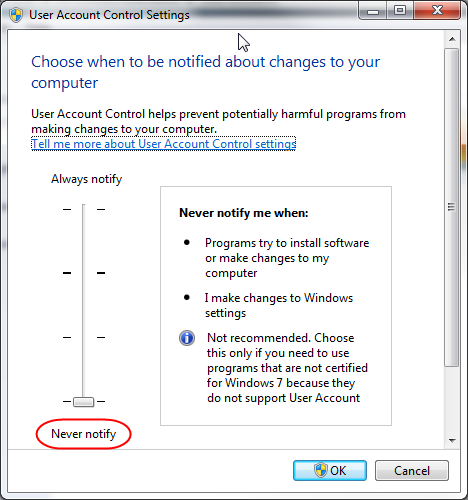 User Account Control Settings
Choose when to be notified about changes to your
computer
User Account Control helps prevent potentially harmful programs from
making changes to your computer.
Tell me more about User Account Control settings
Always notify
Never notify me when:
Programs try to install software
or make changes to my
computer
I make changes to Windows
settings
Not recommended. Choose
this only if you need to use
programs that are not certified
for Windows 7 because they
do not support User Account
Never notify
OK
Cancel